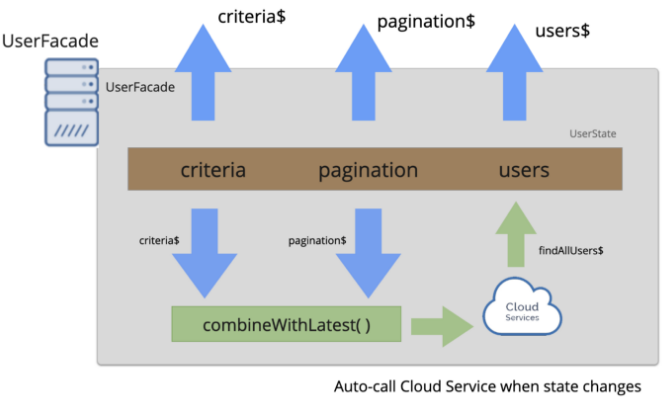 criteria$
pagination$
users$
UserFacade
UserFacade
UserState
criteria
pagination
users
criteria$
pagination$
findAllUsers$
Cloud
Services
combineWithLatest( )
Auto-call Cloud Service when state changes